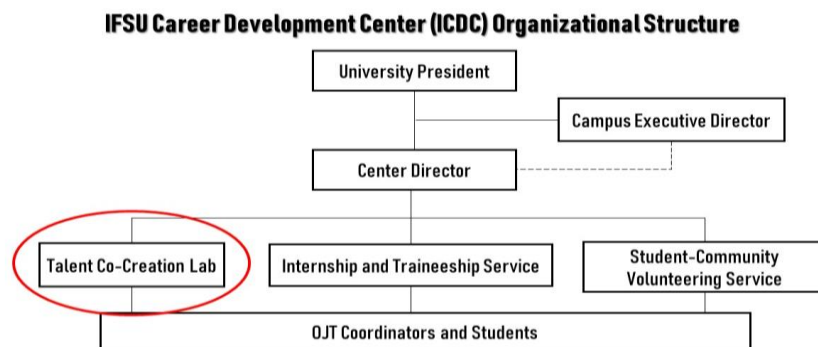 IFSU Career Development Center (ICDC) Organizational Structure
University President
Campus Executive Director
Center Director
Talent Co-Creation Lab
Internship and Traineeship Service
Student-Community
Volunteering Service
OJT Coordinators and Students